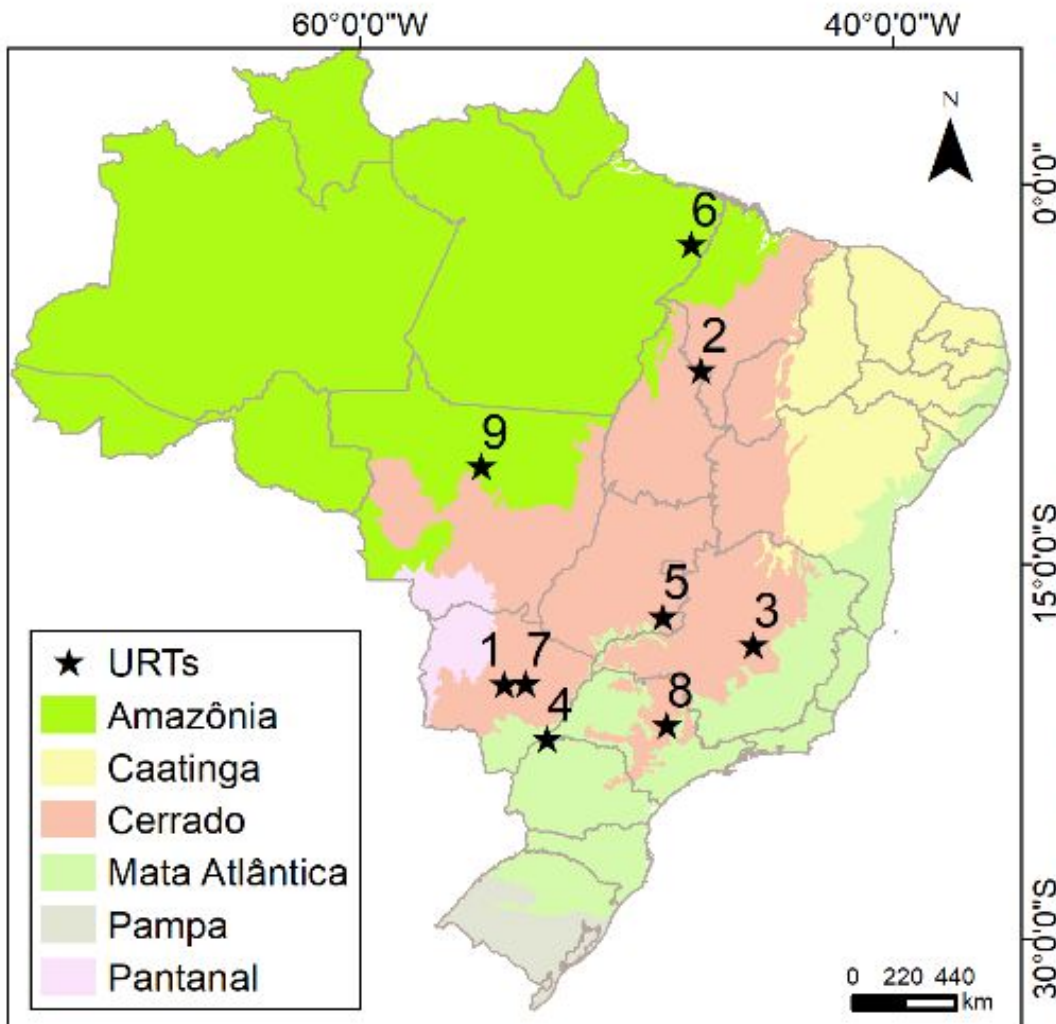 60°0'0"W 40°0'0"W
N
0°0'0"
6
2
9
15°0'0"S
5
3
1 7
4
8
URTs
Amazônia
Caatinga
Cerrado
Mata Atlântica
Pampa
Pantanal
30°0'0"S
0 220 440
km